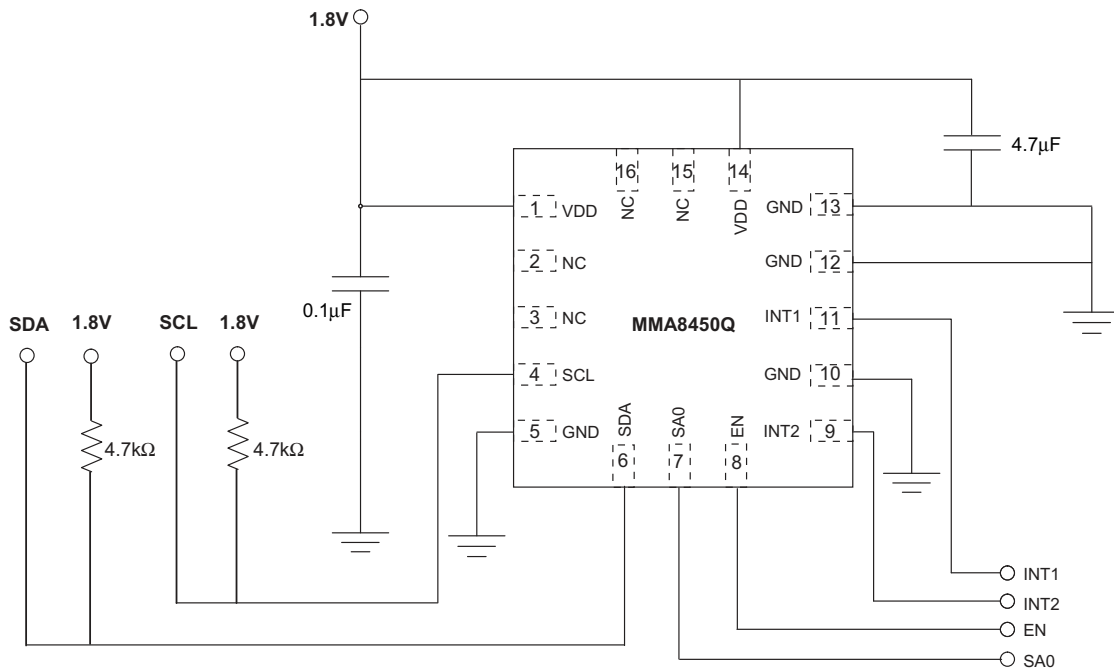 1.8V
4.7μF
16
15
14
NC
NC
VDD
1 VDD
GND 13
2 NC
GND 12
0.1μF
3 NC
MMA8450Q
INT1 11
SDA 1.8V SCL 1.8V
4 SCL
GND 10
5 GND
SDA
SA0
EN
INT2 9
4.7kΩ
4.7kΩ
6
7
8
INT1
INT2
EN
SA0